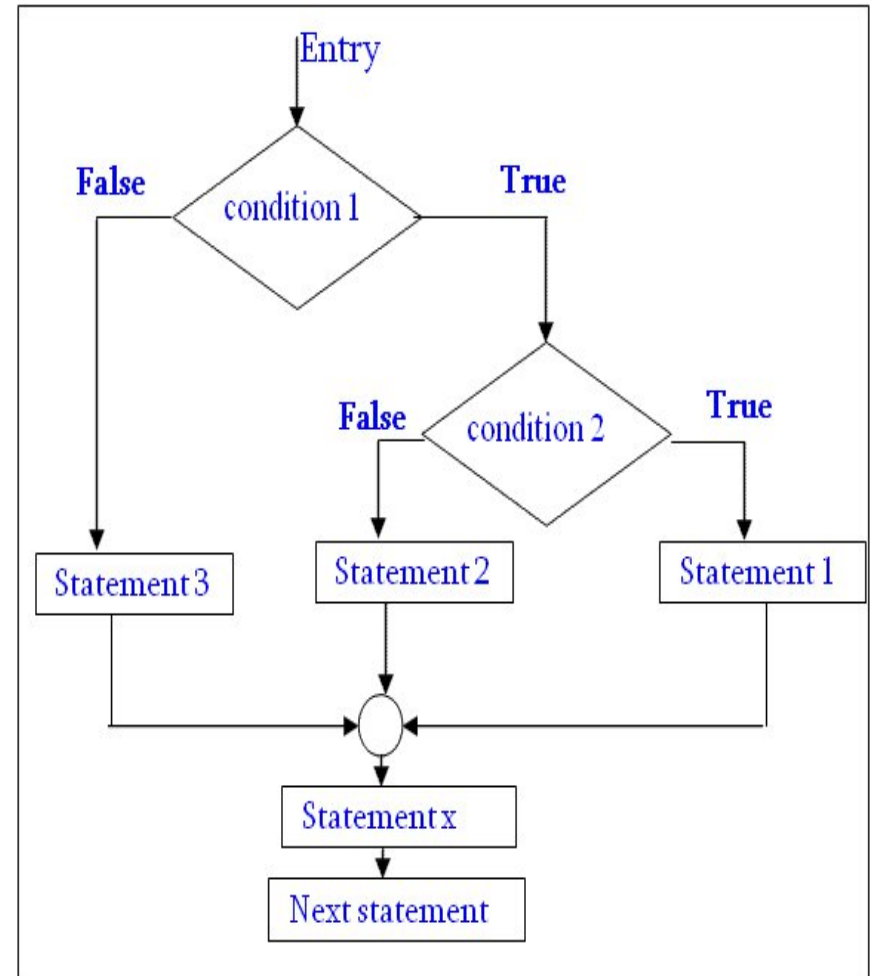 Entry
False
True
condition 1
False
True
condition 2
Statement 3
Statement 2
Statement 1
Statement x
Next statement